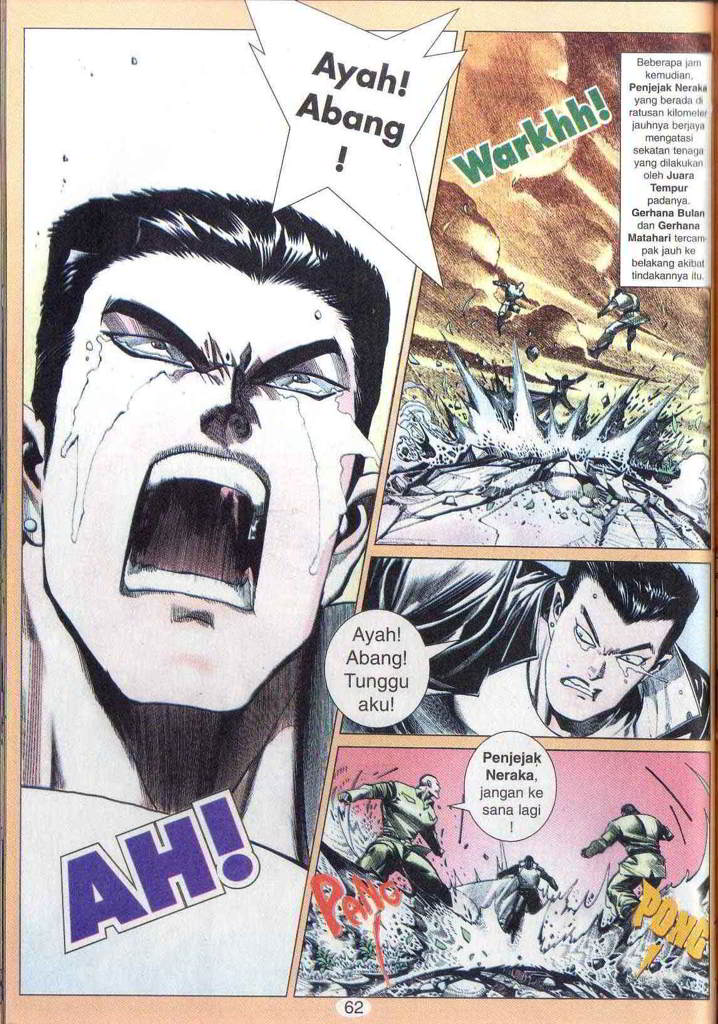 Ayah!
Abang
!
Warkhh!
Beberapa jam
kemudian,
Penjejak Neraka
yang berada di
ratusan kilometer
jauhnya berjaya
mengatasi
sekatan tenaga
yang dilakukan
oleh Juara
Tempur
padanya.
Gerhana Bulan
dan Gerhana
Matahari tercam-
pak jauh ke
belakang akibat
tindakannya itu.
AH!
Ayah!
Abang!
Tunggu
aku!
Penjejak
Neraka,
jangan ke
sana lagi
!
PANG
!
PONG
!
62